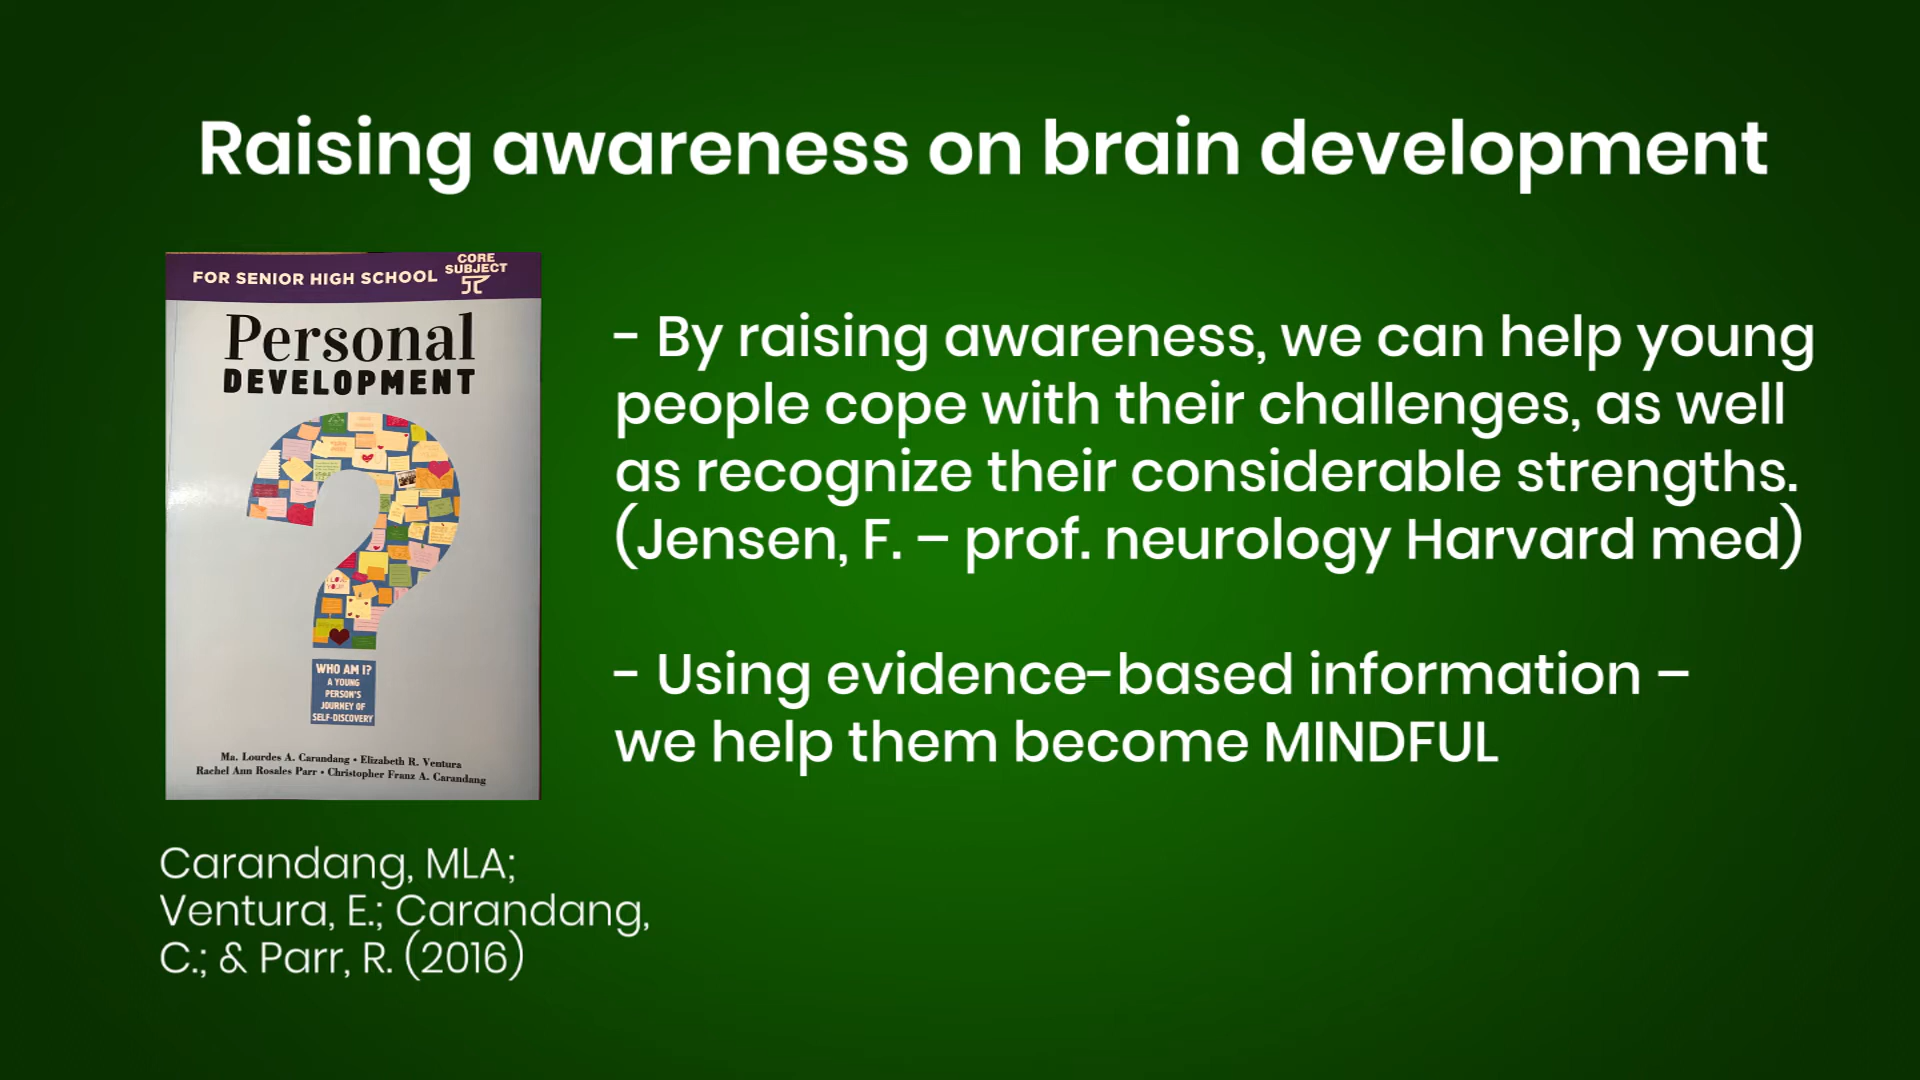 Raising awareness on brain development
FOR SENIOR HIGH SCHOOL
CORE
SUBJECT
Personal
DEVELOPMENT
WHO AM I?
A YOUNG
PERSON'S
JOURNEY OF
SELF-DISCOVERY
Ma. Lourdes A. Carandang • Elizabeth R. Ventura
Rachel Ann Rosales Parr • Christopher Franz A. Carandang
- By raising awareness, we can help young
people cope with their challenges, as well
as recognize their considerable strengths.
(Jensen, F. – prof. neurology Harvard med)
- Using evidence-based information –
we help them become MINDFUL
Carandang, MLA;
Ventura, E.; Carandang,
C.; & Parr, R. (2016)